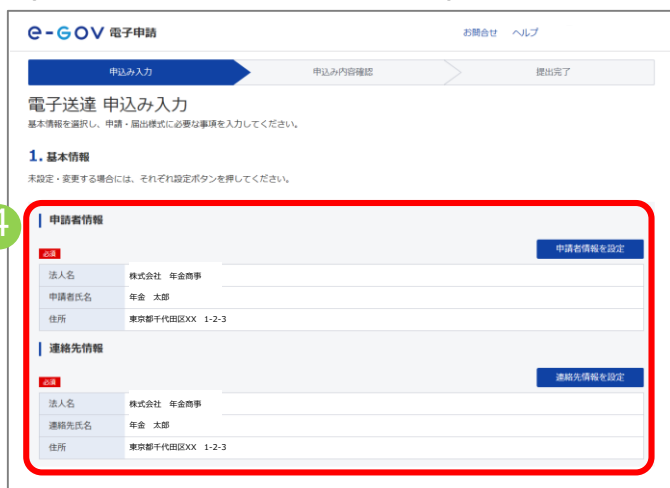 e-GOV 電子申請
お問合せ ヘルプ
申込み入力 申込み内容確認 提出完了
電子送達 申込み入力
基本情報を選択し、申請・届出様式に必要な事項を入力してください。
1. 基本情報
未設定・変更する場合には、それぞれ設定ボタンを押してください。
4
申請者情報
必須
申請者情報を設定
法人名 株式会社 年金商事
申請者氏名 年金 太郎
住所 東京都千代田区XX 1-2-3
連絡先情報
必須
連絡先情報を設定
法人名 株式会社 年金商事
連絡先氏名 年金 太郎
住所 東京都千代田区XX 1-2-3